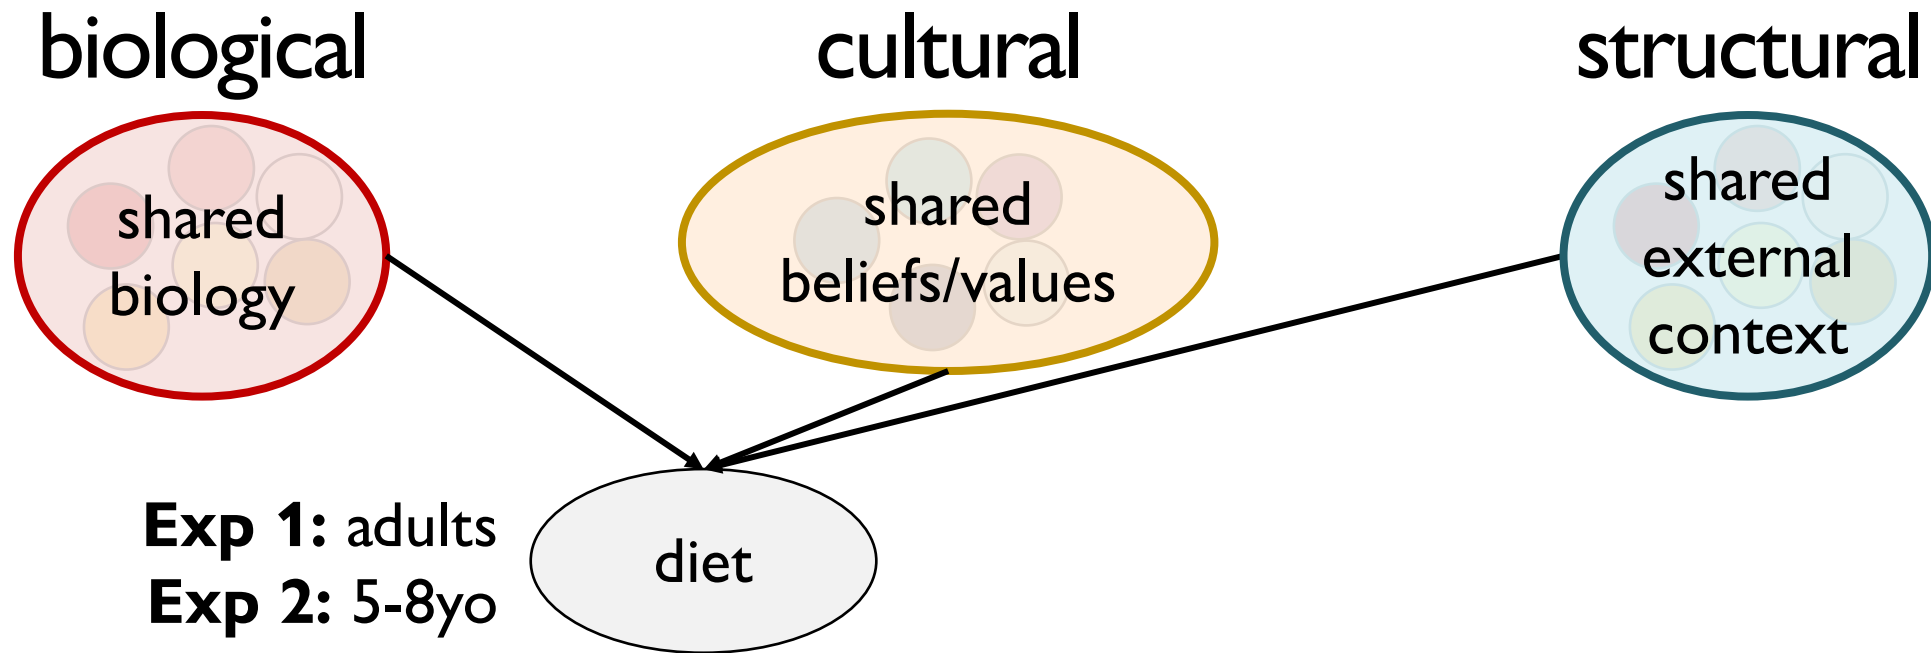 biological
cultural
structural
shared
biology
shared
beliefs/values
shared
external
context
Exp 1: adults
Exp 2: 5-8yo
diet